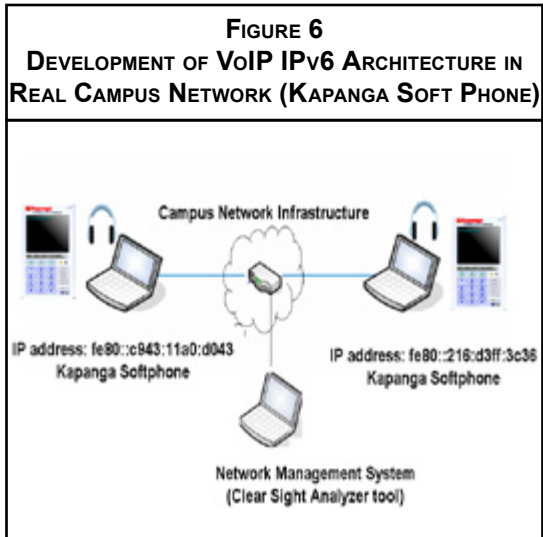 FIGURE 6
DEVELOPMENT OF VOIP IPV6 ARCHITECTURE IN
REAL CAMPUS NETWORK (KAPANGA SOFT PHONE)
Campus Network Infrastructure
IP address: fe80::c943:11a0:d043
Kapanga Softphone
IP address: fe80::216:d3ff:3c36
Kapanga Softphone
Network Management System
(Clear Sight Analyzer tool)